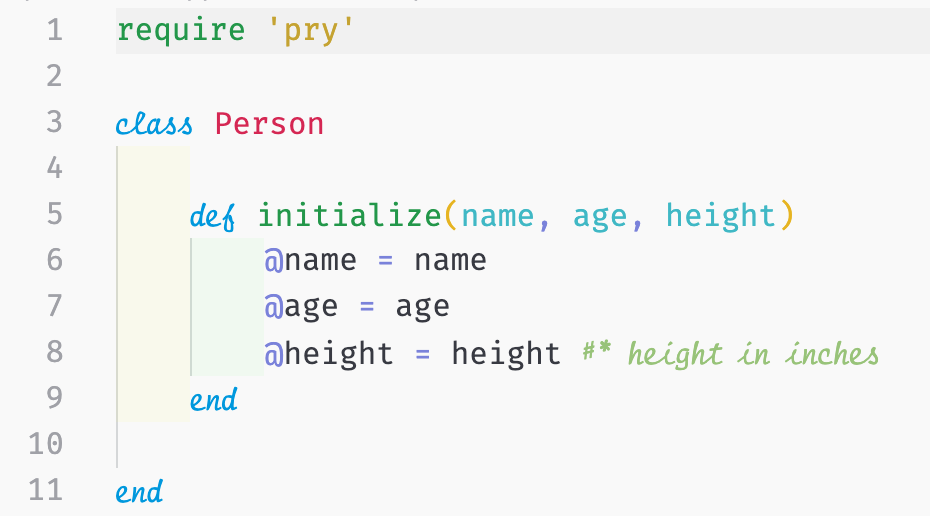 1 require 'pry'
2
3 class Person
4
5 def initialize(name, age, height)
6 @name = name
7 @age = age
8 @height = height #* height in inches
9 end
10
11 end